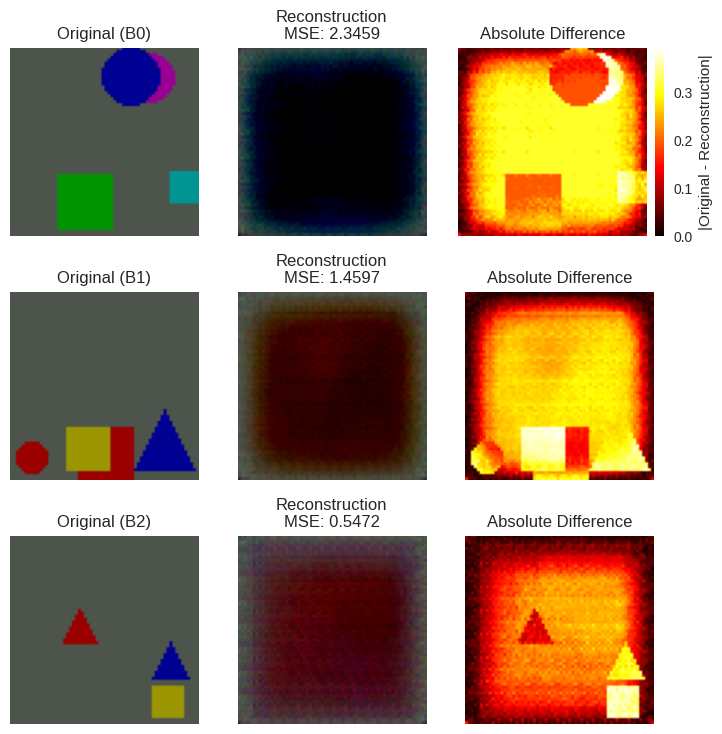 Original (B0)
Reconstruction
MSE: 2.3459
Absolute Difference
0.3
0.2
0.1
0.0
|Original - Reconstruction|
Original (B1)
Reconstruction
MSE: 1.4597
Absolute Difference
Original (B2)
Reconstruction
MSE: 0.5472
Absolute Difference